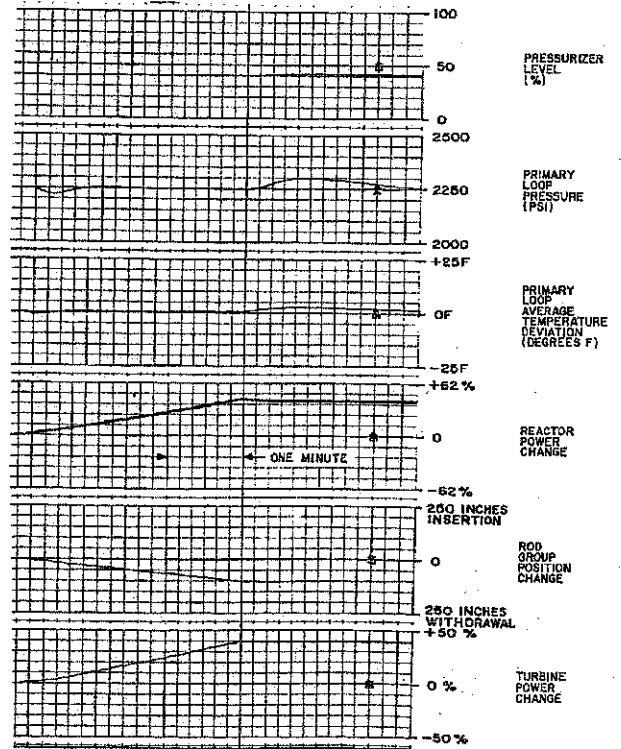 100
50
0
PRESSURIZER
LEVEL
(%)
2500
2250
2000
PRIMARY
LOOP
PRESSURE
(PSI)
+25F
0F
-25F
PRIMARY
LOOP
AVERAGE
TEMPERATURE
DEVIATION
(DEGREES F)
+62%
0
-62%
ONE MINUTE
REACTOR
POWER
CHANGE
250 INCHES
INSERTION
0
250 INCHES
WITHDRAWAL
ROD
GROUP
POSITION
CHANGE
+50 %
0 %
-50%
TURBINE
POWER
CHANGE